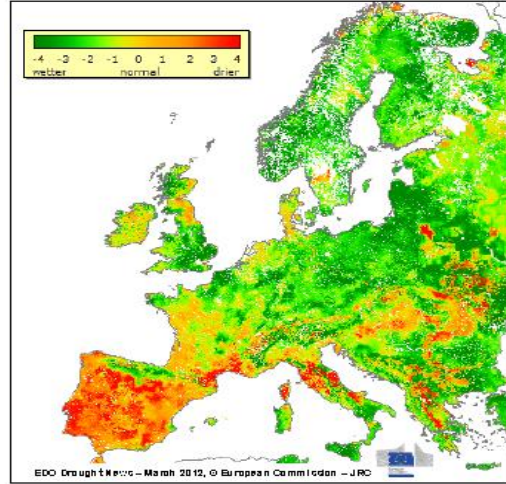 -4 -3 -2 -1 0 1 2 3 4
wetter normal drier
EDO Drought News – March 2012, © European Commission – JRC